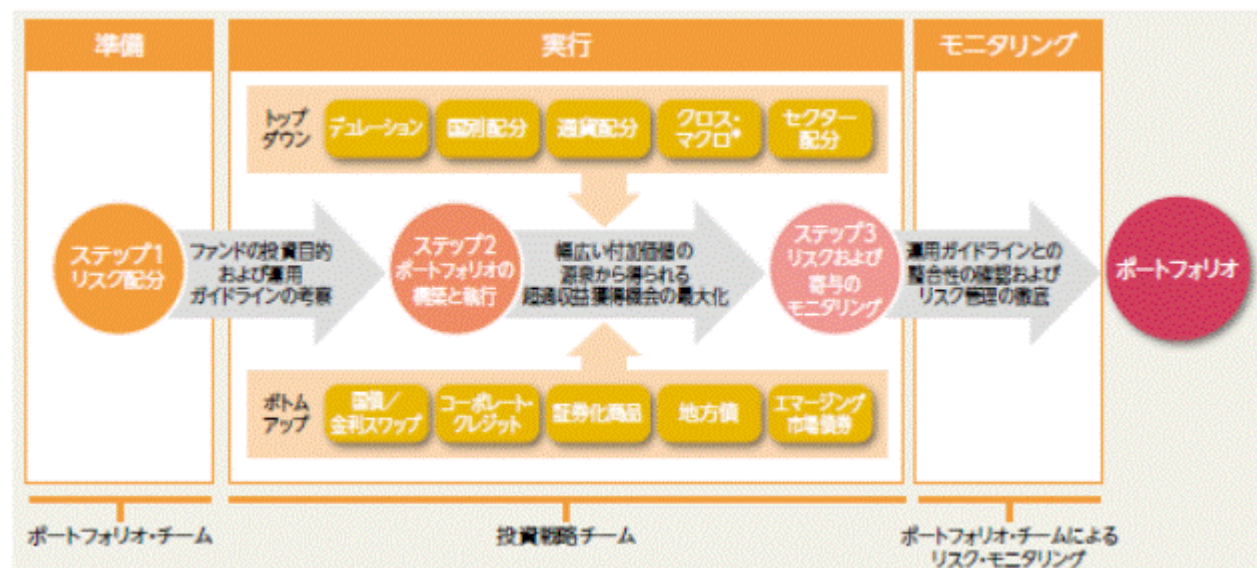 準備
実行
モニタリング
トップ
ダウン
デュレーション
国別配分
通貨配分
クロス・
マクロ*
セクター
配分
ステップ1
リスク配分
ファンドの投資目的
および運用
ガイドラインの考察
ステップ2
ポートフォリオの
構築と執行
幅広い付加価値の
源泉から得られる
超過収益獲得機会の最大化
ステップ3
リスクおよび
寄与の
モニタリング
運用ガイドラインとの
整合性の確認および
リスク管理の徹底
ポートフォリオ
ボトム
アップ
国債/
金利スワップ
コーポレート・
クレジット
証券化商品
地方債
エマージング
市場債券
ポートフォリオ・チーム
投資戦略チーム
ポートフォリオ・チームによる
リスク・モニタリング